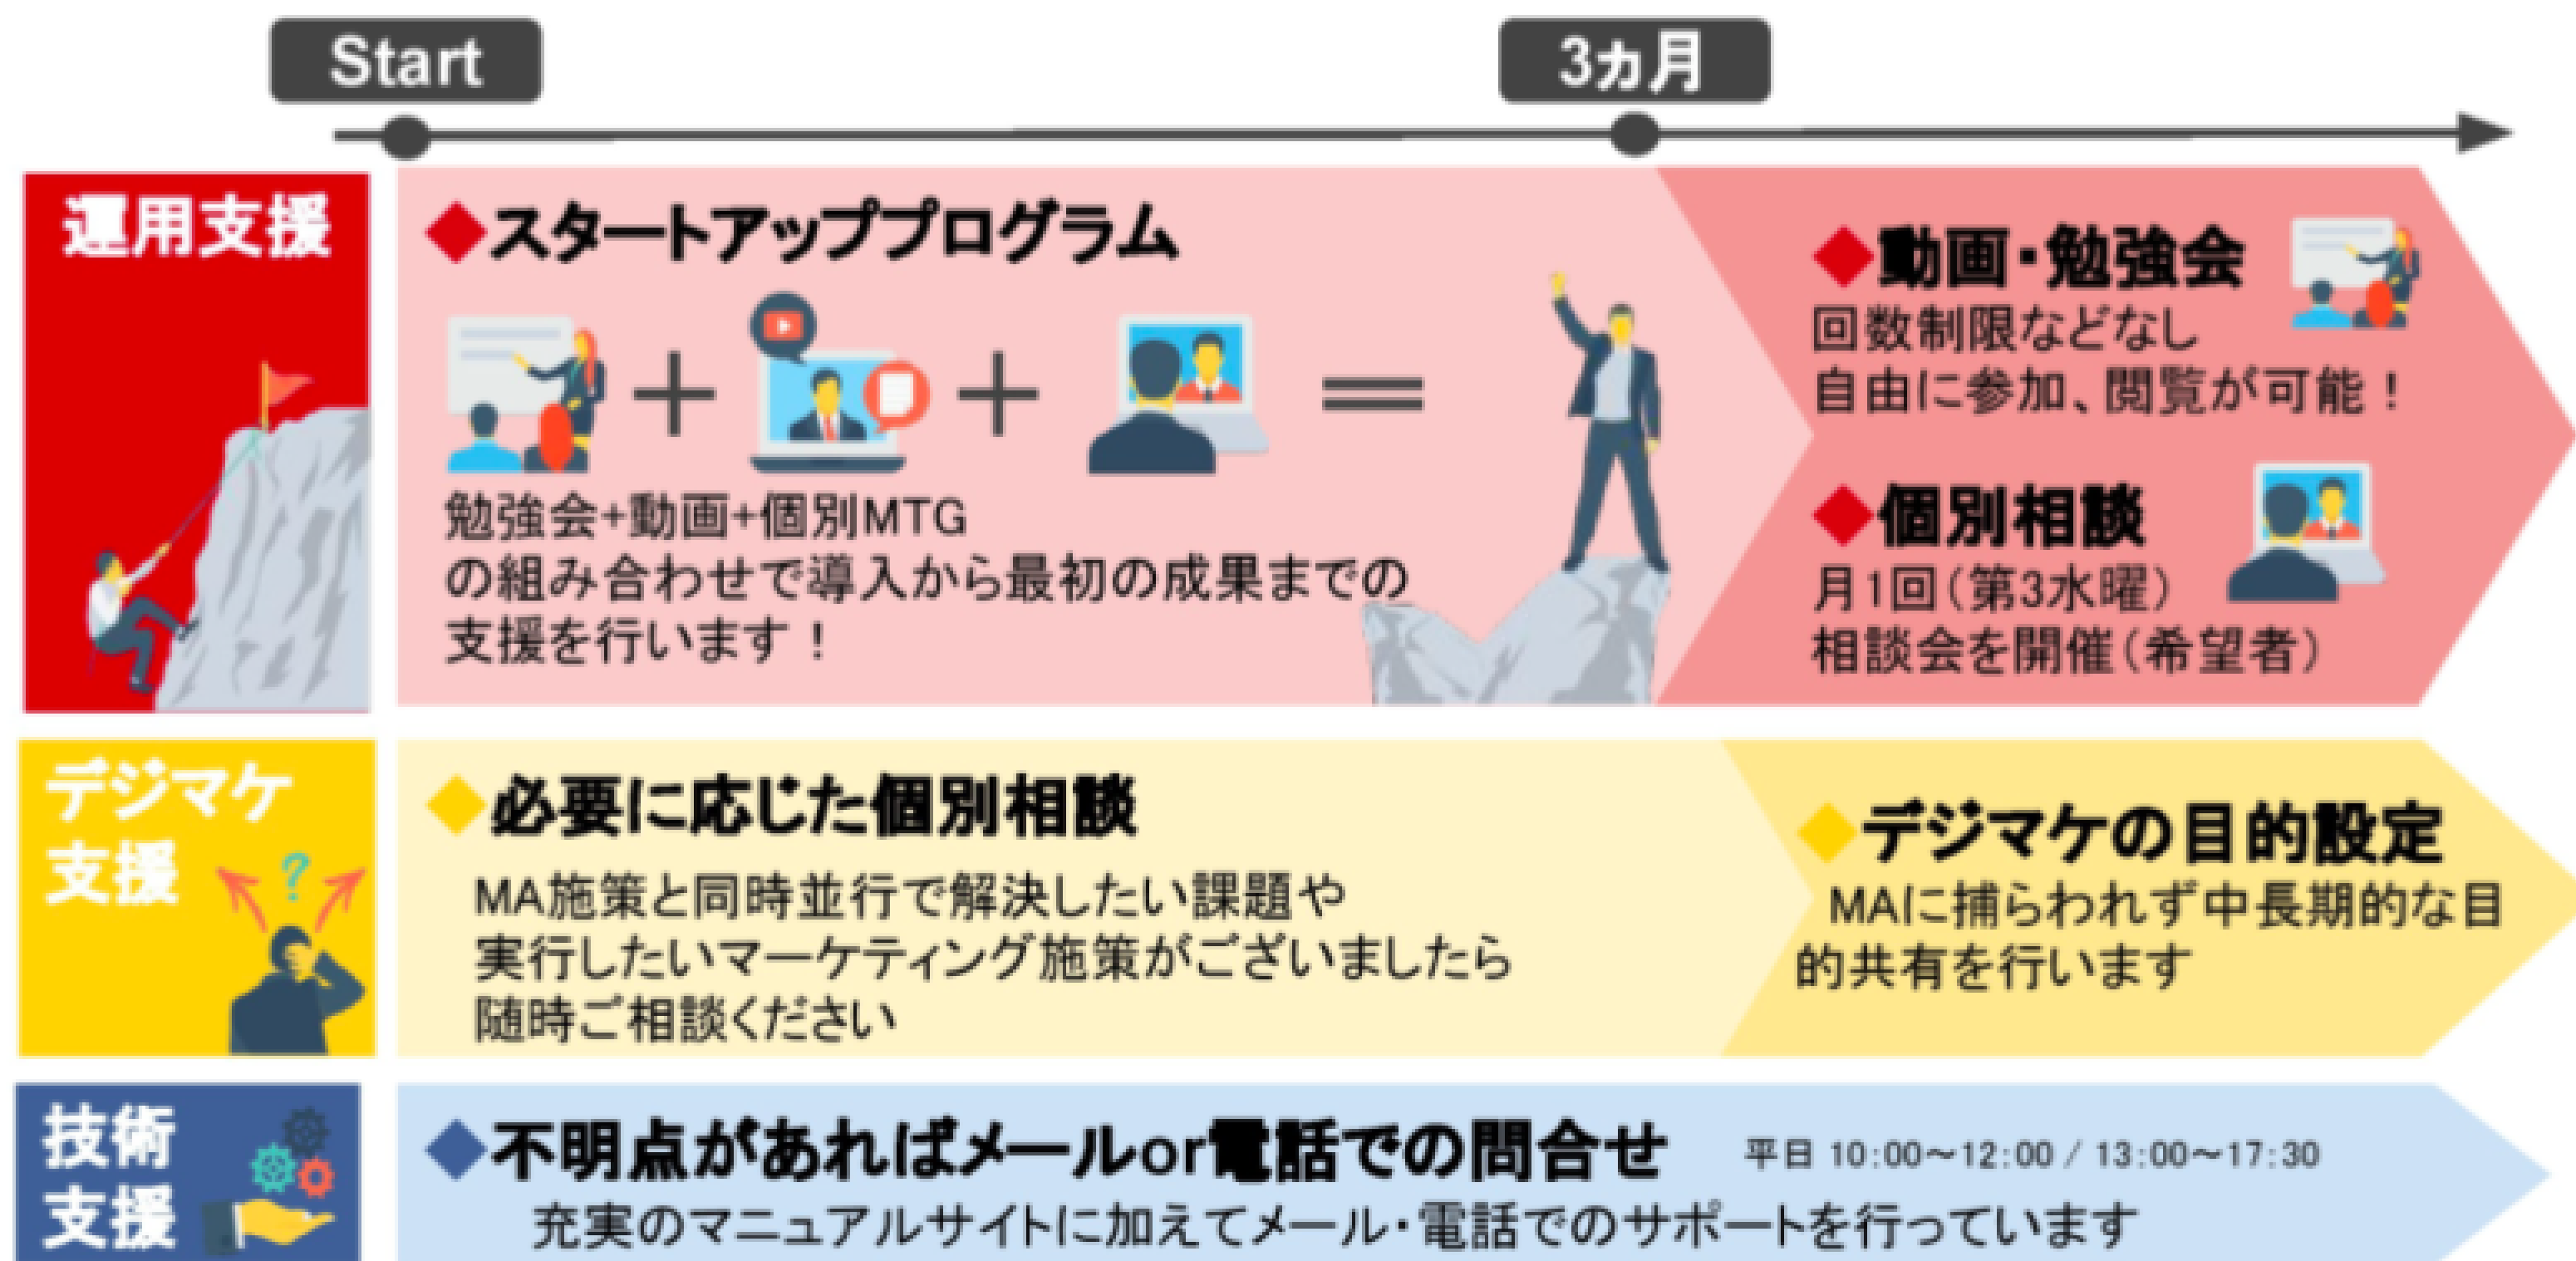 Start
3ヵ月
運用支援
◆スタートアッププログラム
+
+
=
勉強会+動画+個別MTG
の組み合わせで導入から最初の成果までの
支援を行います！
◆動画・勉強会
回数制限などなし
自由に参加、閲覧が可能！
◆個別相談
月1回（第3水曜）
相談会を開催（希望者）
デジマケ
支援
?
◆必要に応じた個別相談
MA施策と同時並行で解決したい課題や
実行したいマーケティング施策がございましたら
随時ご相談ください
◆デジマケの目的設定
MAに捕らわれず中長期的な目
的共有を行います
技術
支援
◆不明点があればメールor電話での問合せ
平日 10:00～12:00 / 13:00～17:30
充実のマニュアルサイトに加えてメール・電話でのサポートを行っています